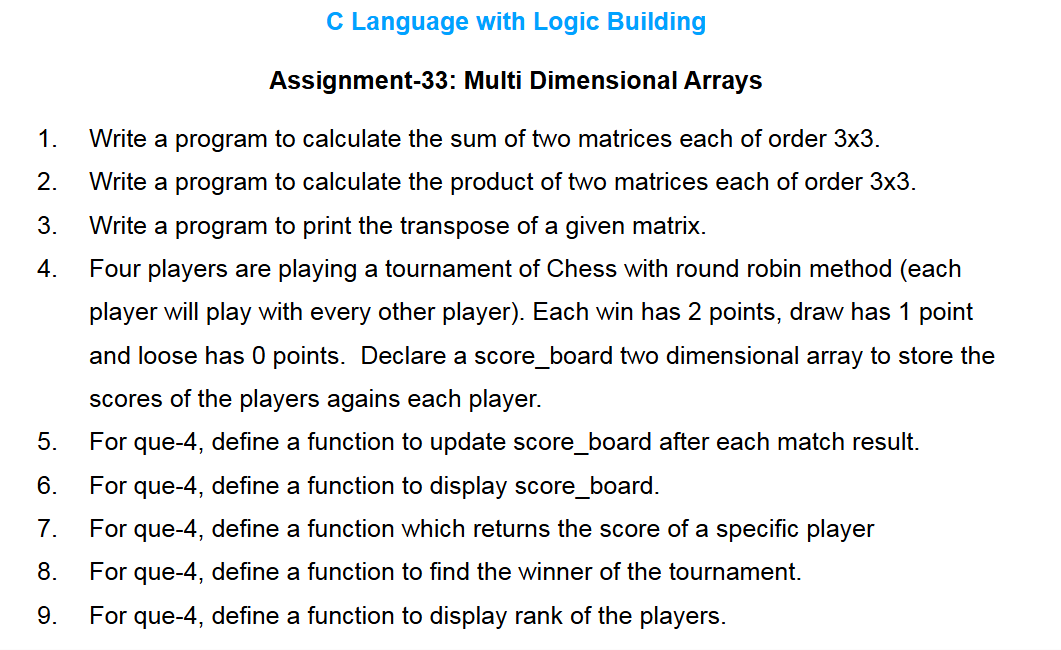 C Language with Logic Building
Assignment-33: Multi Dimensional Arrays
1. Write a program to calculate the sum of two matrices each of order 3x3.
2. Write a program to calculate the product of two matrices each of order 3x3.
3. Write a program to print the transpose of a given matrix.
4. Four players are playing a tournament of Chess with round robin method (each
player will play with every other player). Each win has 2 points, draw has 1 point
and loose has 0 points.  Declare a score_board two dimensional array to store the
scores of the players agains each player.
5. For que-4, define a function to update score_board after each match result.
6. For que-4, define a function to display score_board.
7. For que-4, define a function which returns the score of a specific player
8. For que-4, define a function to find the winner of the tournament.
9. For que-4, define a function to display rank of the players.